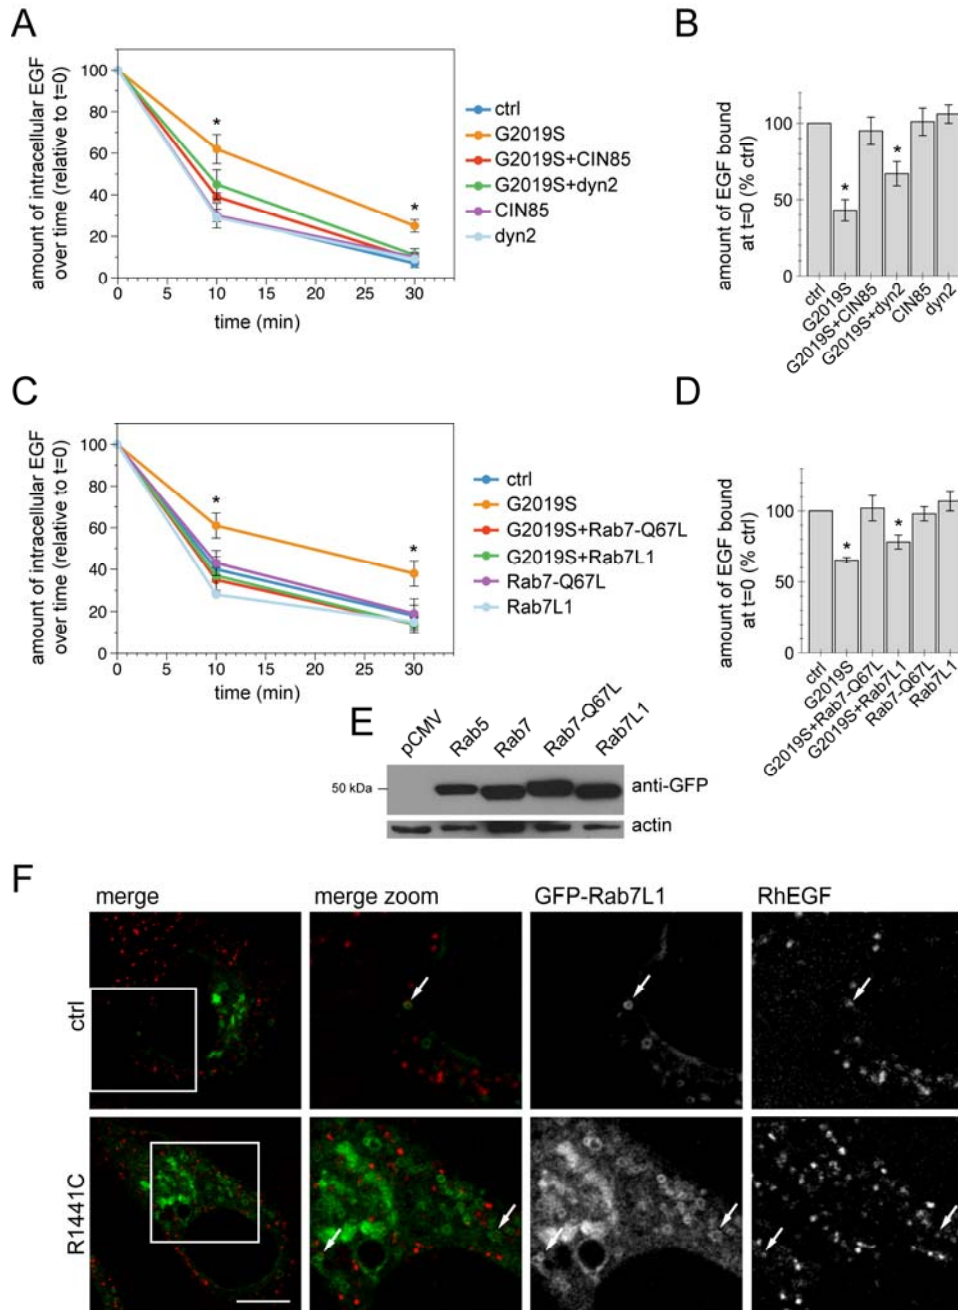 A
amount of intracellular EGF
over time (relative to t=0)
100
80
60
40
20
0
*
*
0
5
10
15
20
25
30
time (min)
ctrl
G2019S
G2019S+CIN85
G2019S+dyn2
CIN85
dyn2
B
amount of EGF bound
at t=0 (% ctrl)
100
50
0
*
*
ctrl
G2019S
G2019S+CIN85
G2019S+dyn2
CIN85
dyn2
C
amount of intracellular EGF
over time (relative to t=0)
100
80
60
40
20
0
*
*
0
5
10
15
20
25
30
time (min)
ctrl
G2019S
G2019S+Rab7-Q67L
G2019S+Rab7L1
Rab7-Q67L
Rab7L1
D
amount of EGF bound
at t=0 (% ctrl)
100
50
0
*
*
ctrl
G2019S
G2019S+Rab7-Q67L
G2019S+Rab7L1
Rab7-Q67L
Rab7L1
E
pCMV
Rab5
Rab7
Rab7-Q67L
Rab7L1
50 kDa
anti-GFP
actin
F
merge
merge zoom
GFP-Rab7L1
RhEGF
ctrl
R1441C